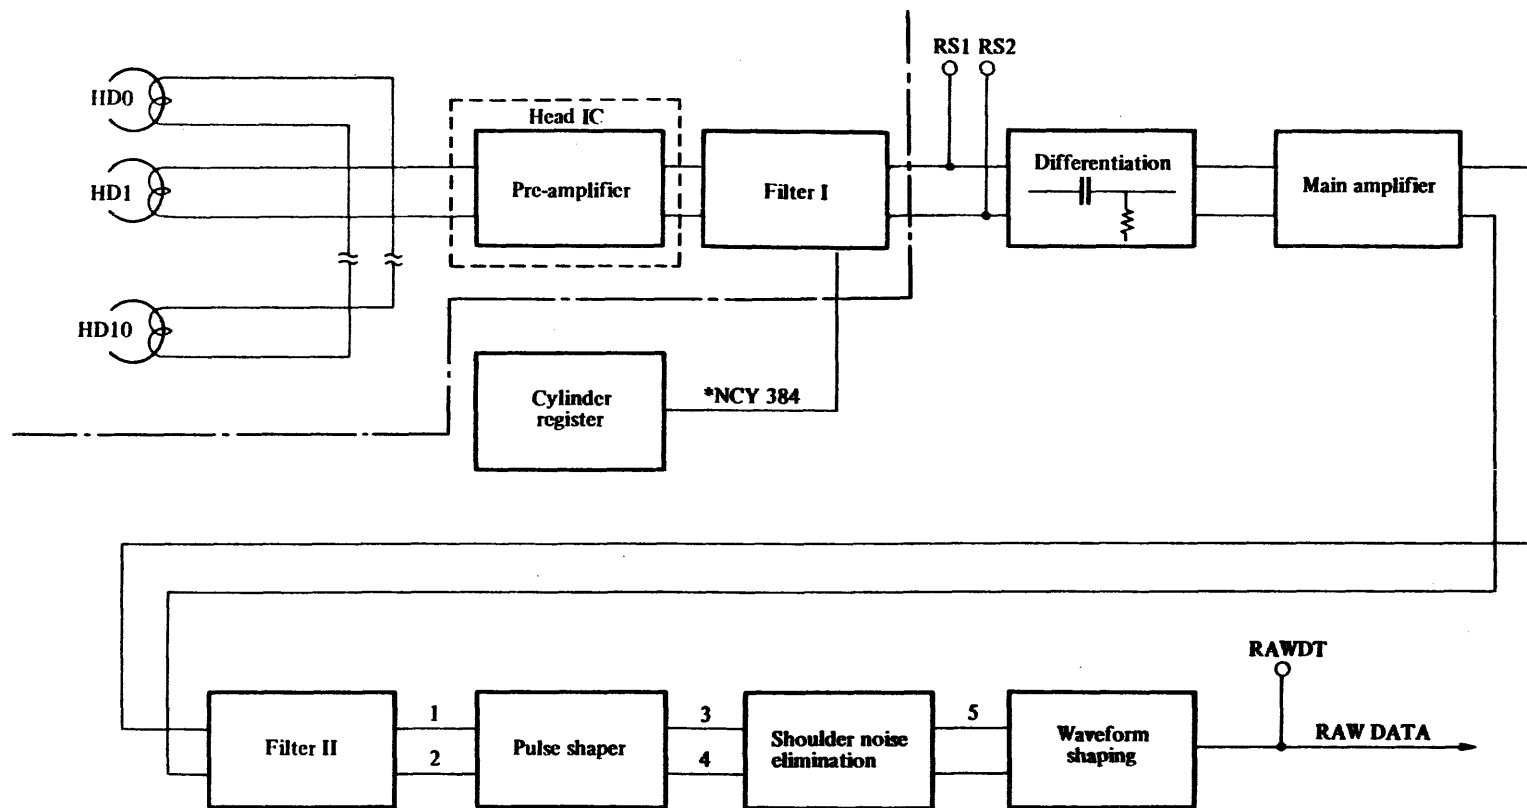 RS1 RS2
HD0
Head IC
HD1
Pre-amplifier
Filter I
Differentiation
Main amplifier
HD10
Cylinder
register
*NCY 384
RAWDT
Filter II
1
2
Pulse shaper
3
4
Shoulder noise
elimination
5
Waveform
shaping
RAW DATA